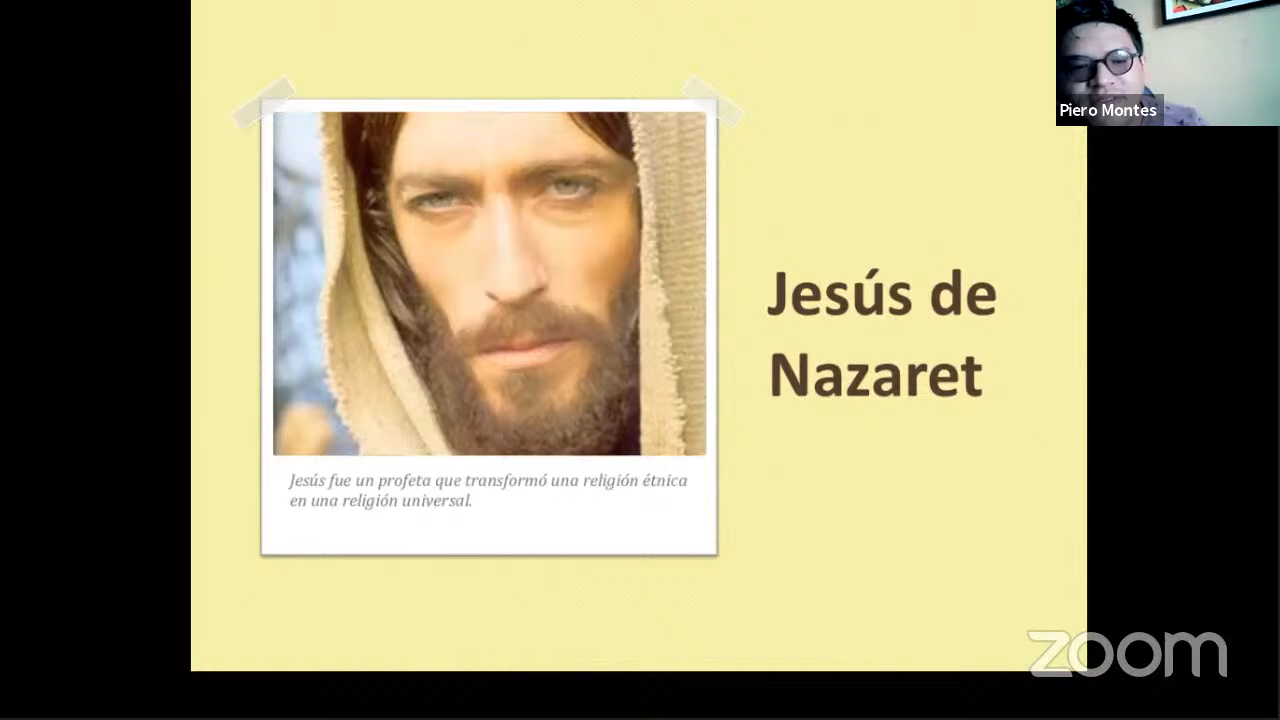 Piero Montes
Jesús de
Nazaret
Jesús fue un profeta que transformó una religión étnica
en una religión universal.
zoom